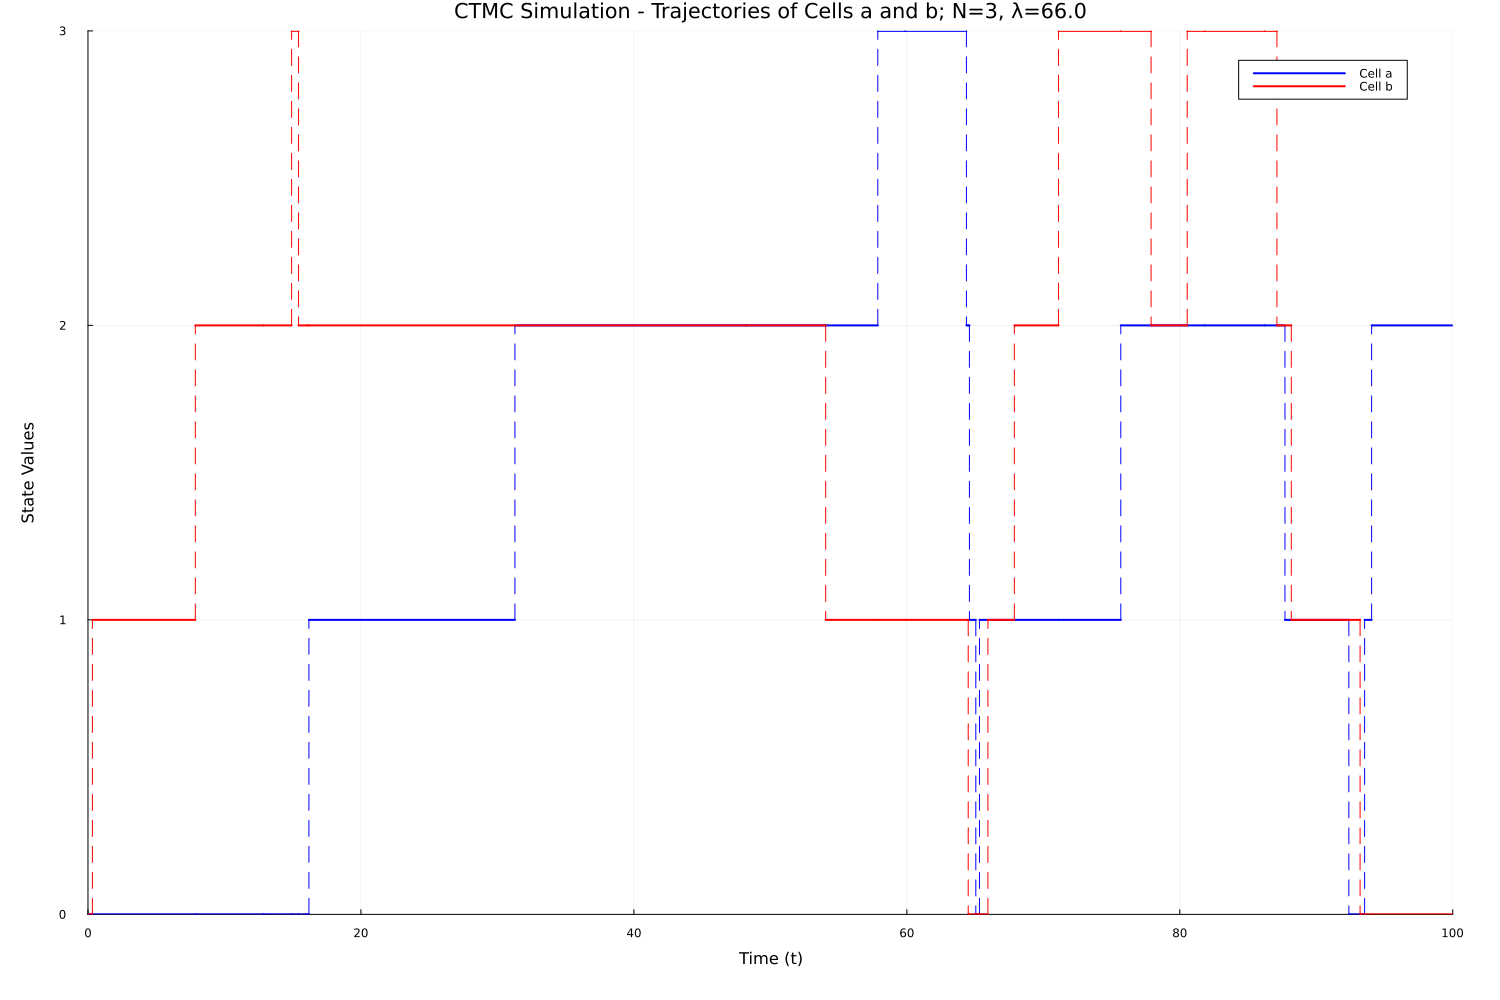 CTMC Simulation - Trajectories of Cells a and b; N=3, λ=66.0
3
Cell a
Cell b
2
State Values
1
0
0 20 40 60 80 100
Time (t)